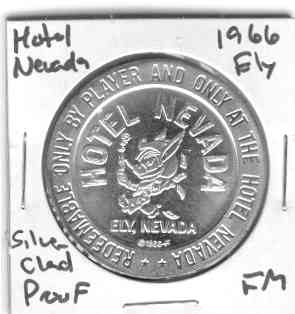 Hotel
Nevada
1966
Ely
REDEEMABLE ONLY BY PLAYER AND ONLY AT THE HOTEL NEVADA
HOTEL NEVADA
ELY, NEVADA
©1966-F
Silver
Clad
Proof
FM